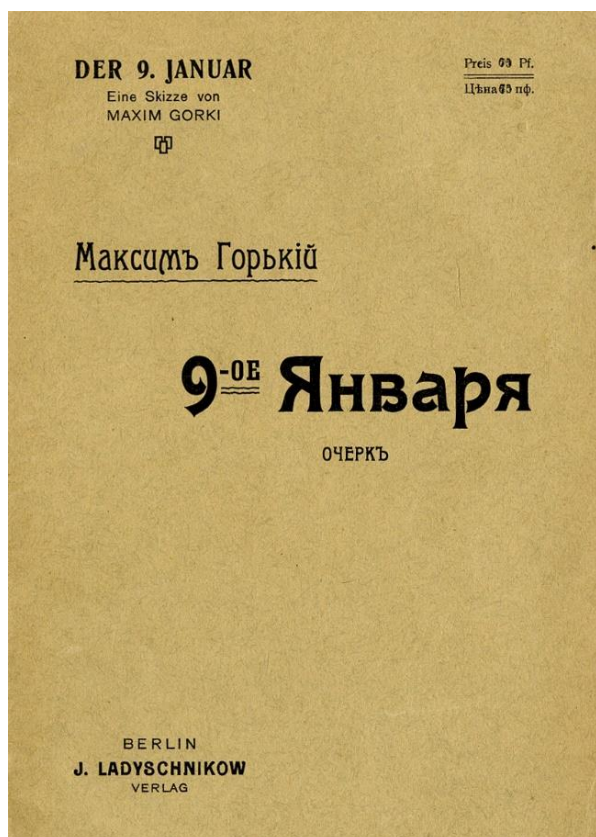 DER 9. JANUAR
Eine Skizze von
MAXIM GORKI
Preis Pf.
Цѣна пф.
Максимъ Горькій
9-ОЕ Января
ОЧЕРКЪ
BERLIN
J. LADYSCHNIKOW
VERLAG